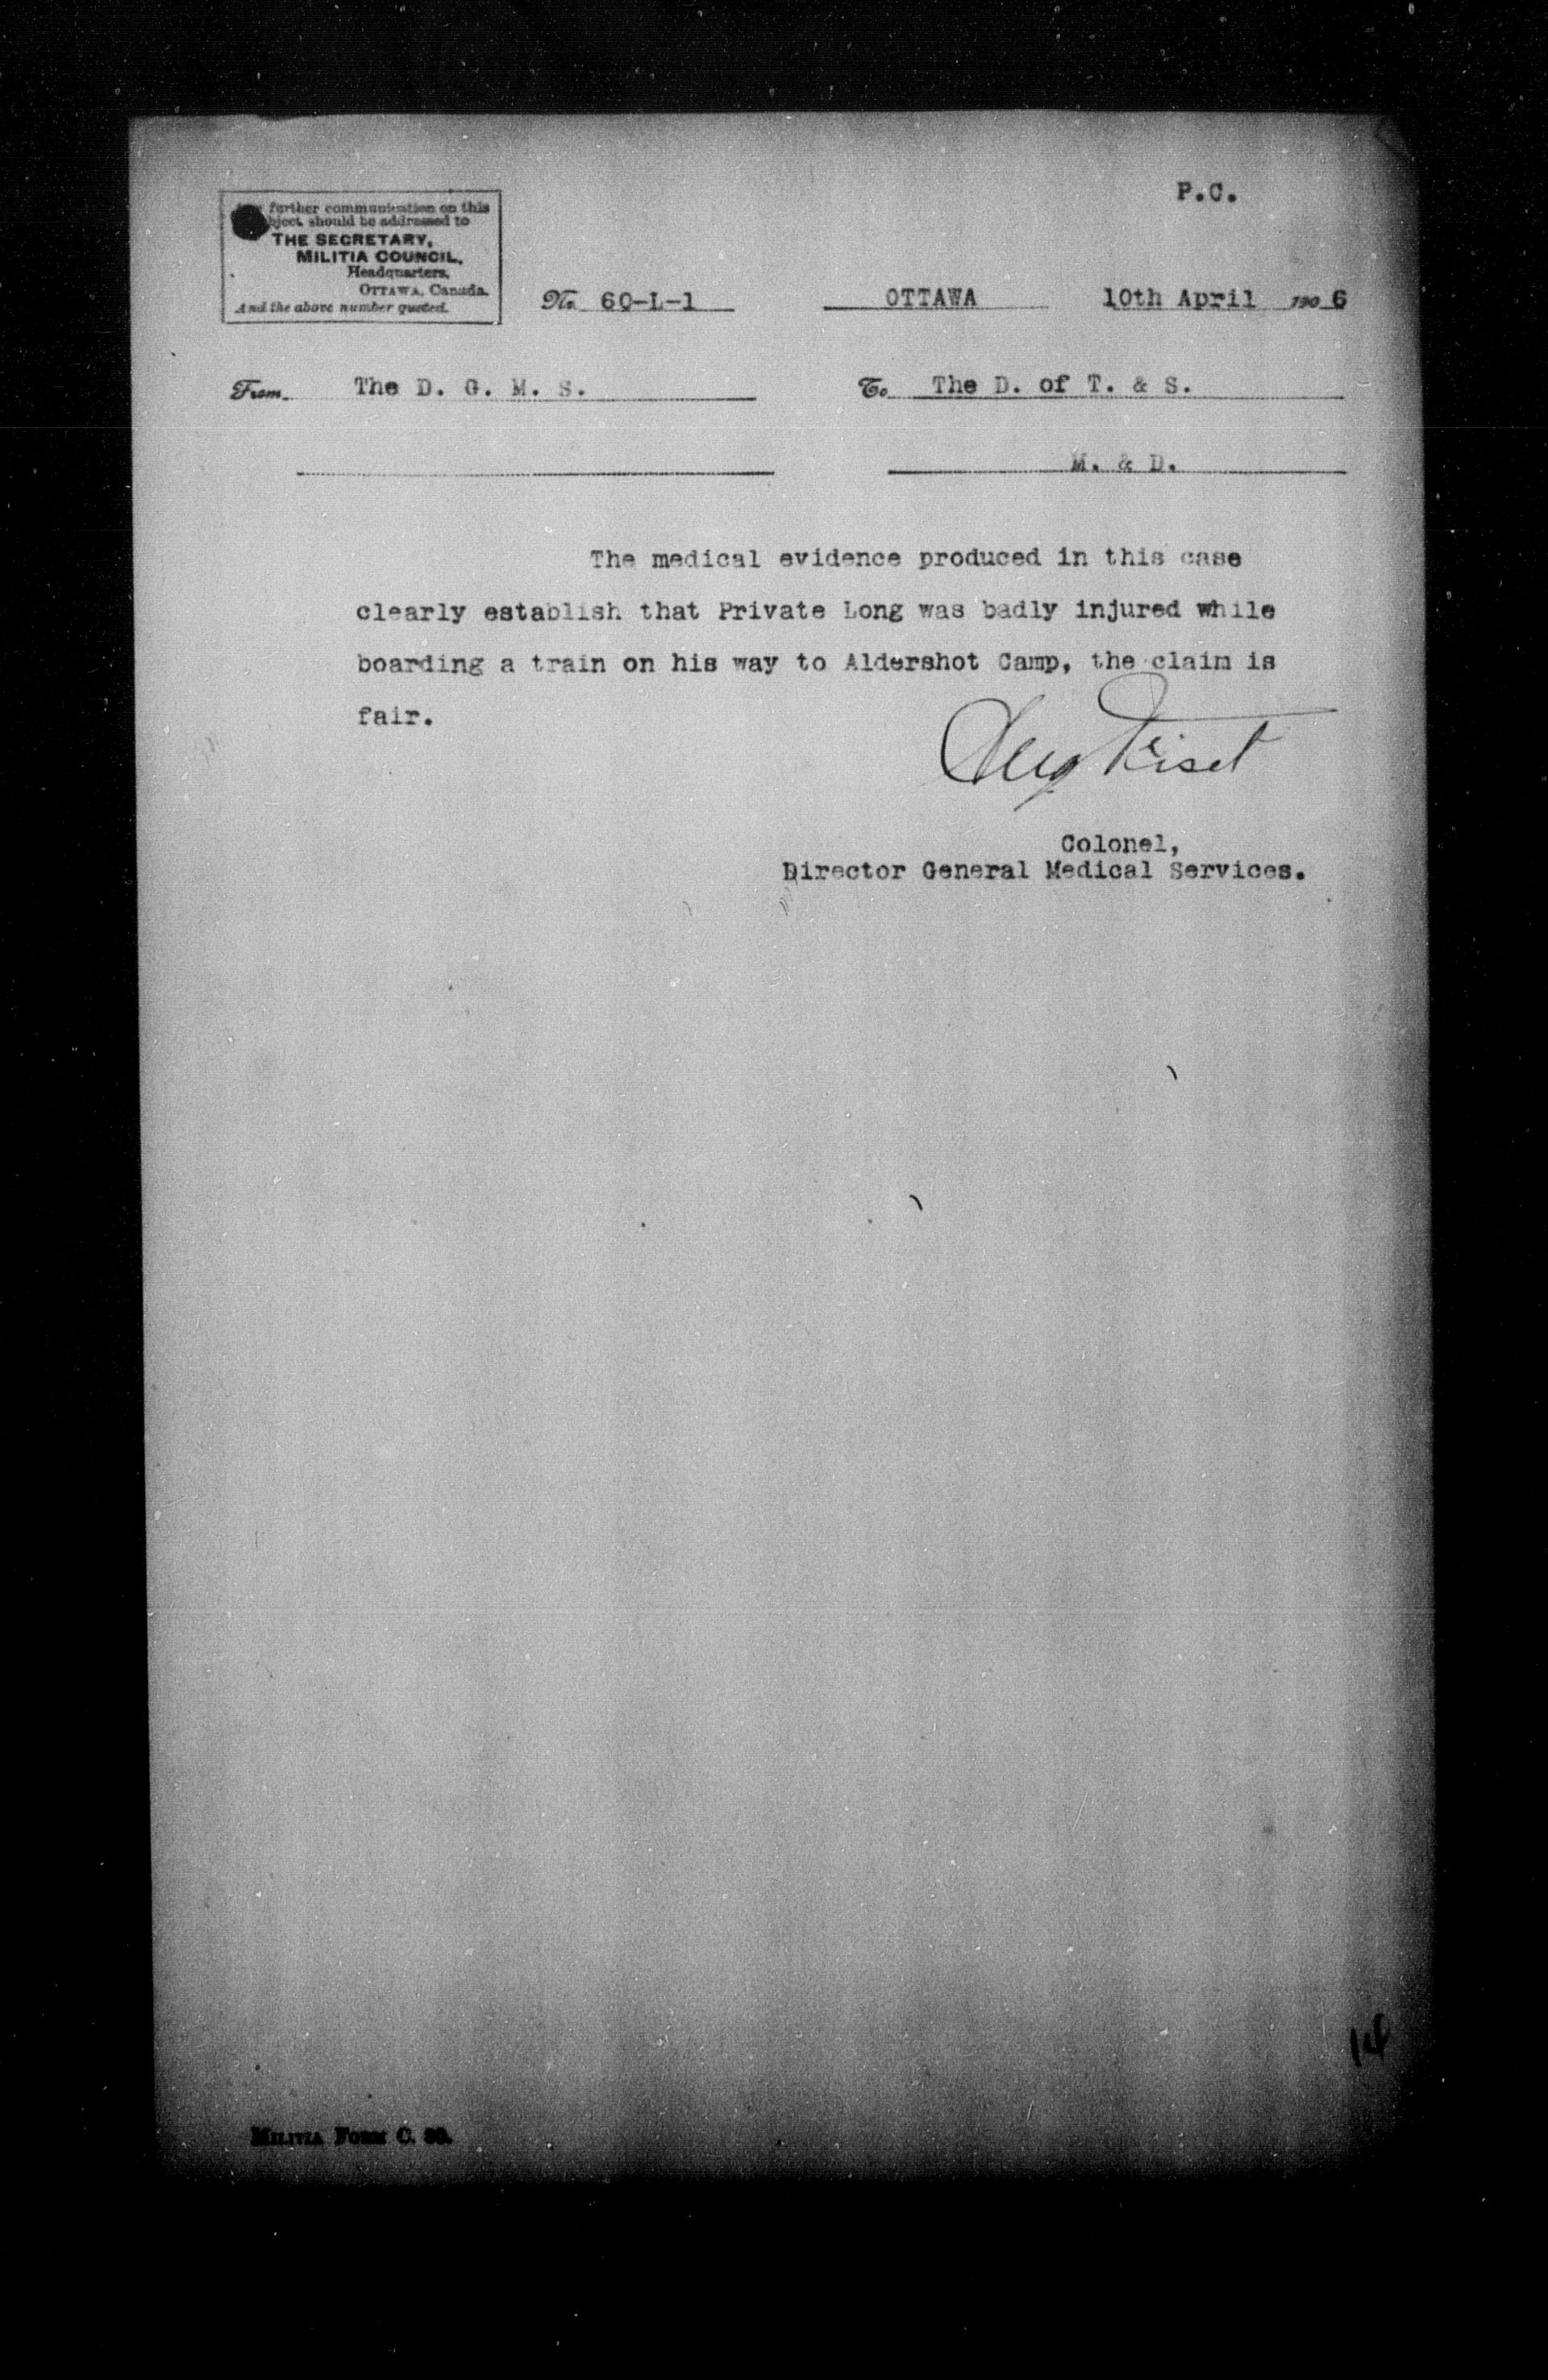 P.C.
further communication on this
should be addressed to
THE SECRETARY,
MILITIA COUNCIL,
Headquarters,
OTTAWA, Canada.
And the above number quoted.
No. 60-L-1 OTTAWA 10th April 1906
From The D. G. M. S. To The D. of T. & S.
M. & D.
The medical evidence produced in this case
clearly establish that Private Long was badly injured while
boarding a train on his way to Aldershot Camp, the claim is
fair.
Fiset
Colonel,
Director General Medical Services.
MILITIA FORM C.